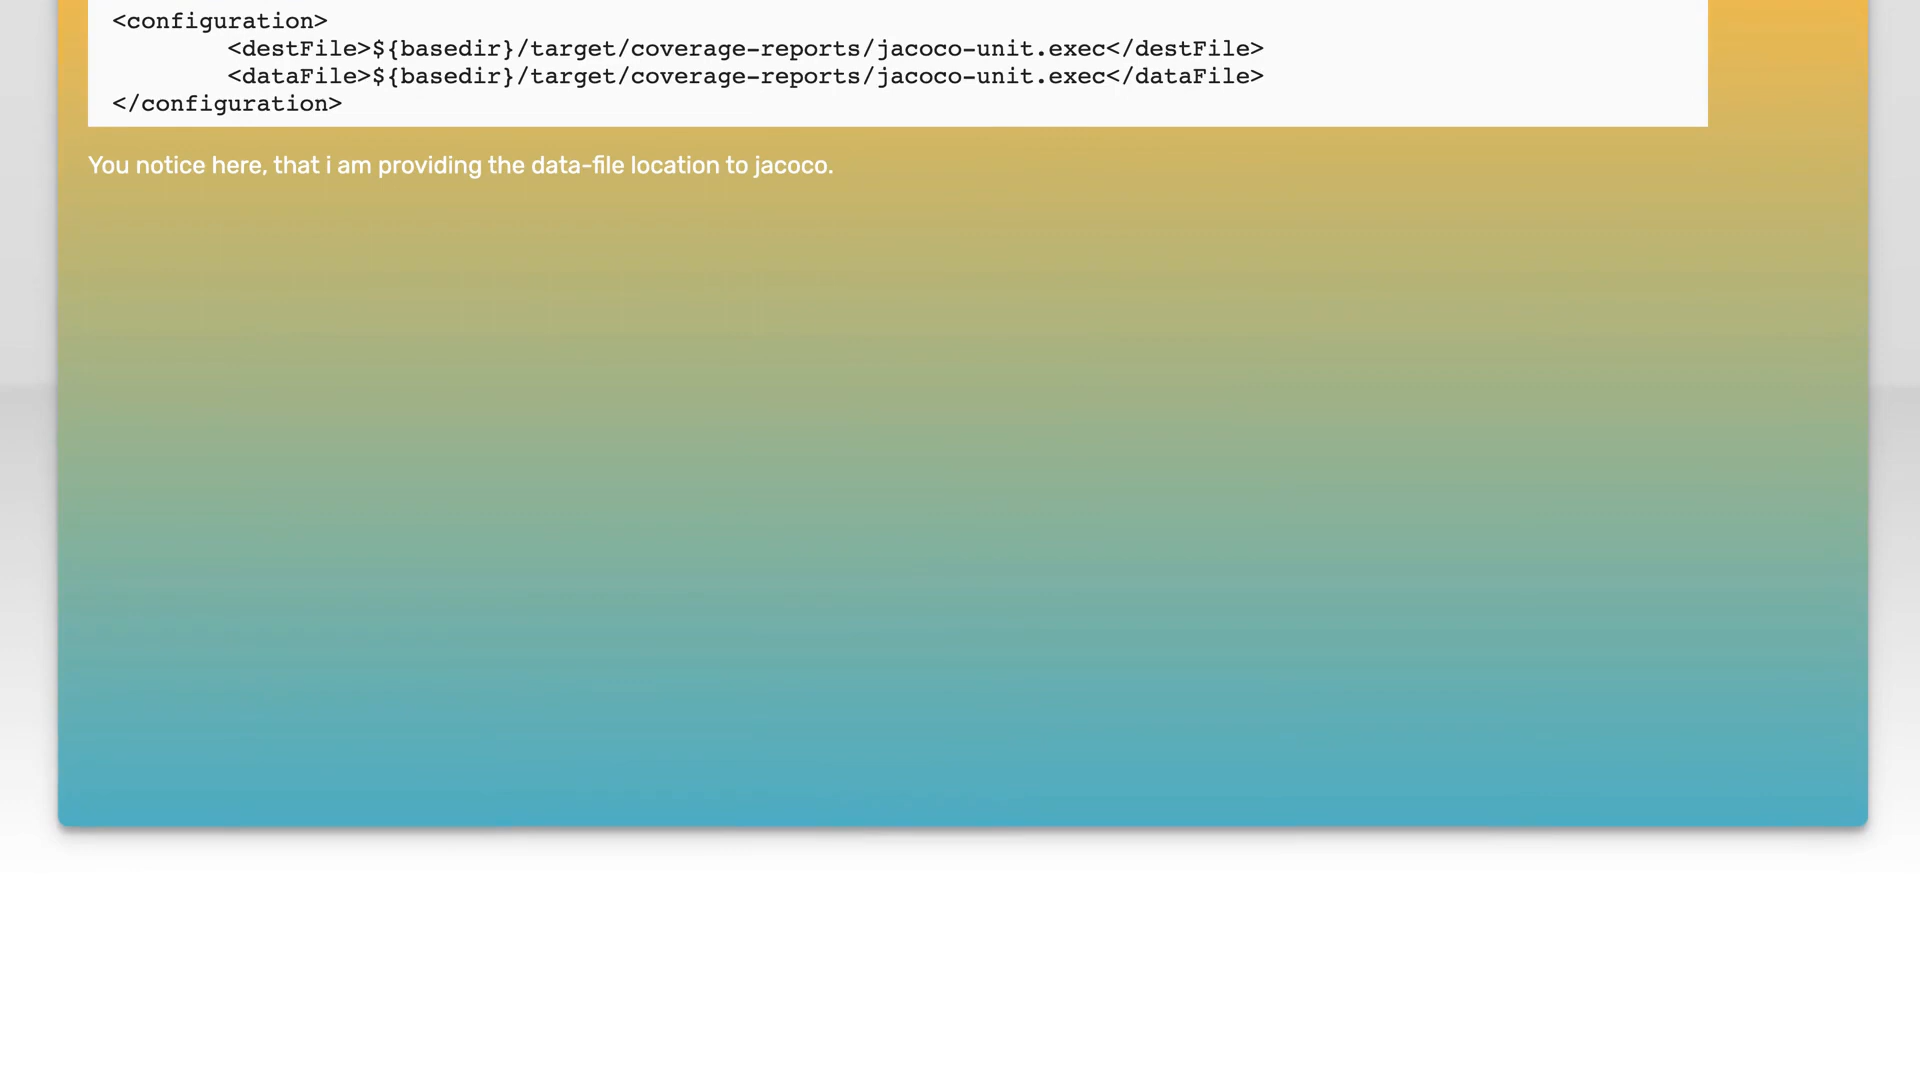 <configuration>
        <destFile>${basedir}/target/coverage-reports/jacoco-unit.exec</destFile>
        <dataFile>${basedir}/target/coverage-reports/jacoco-unit.exec</dataFile>
</configuration>
You notice here, that i am providing the data-file location to jacoco.